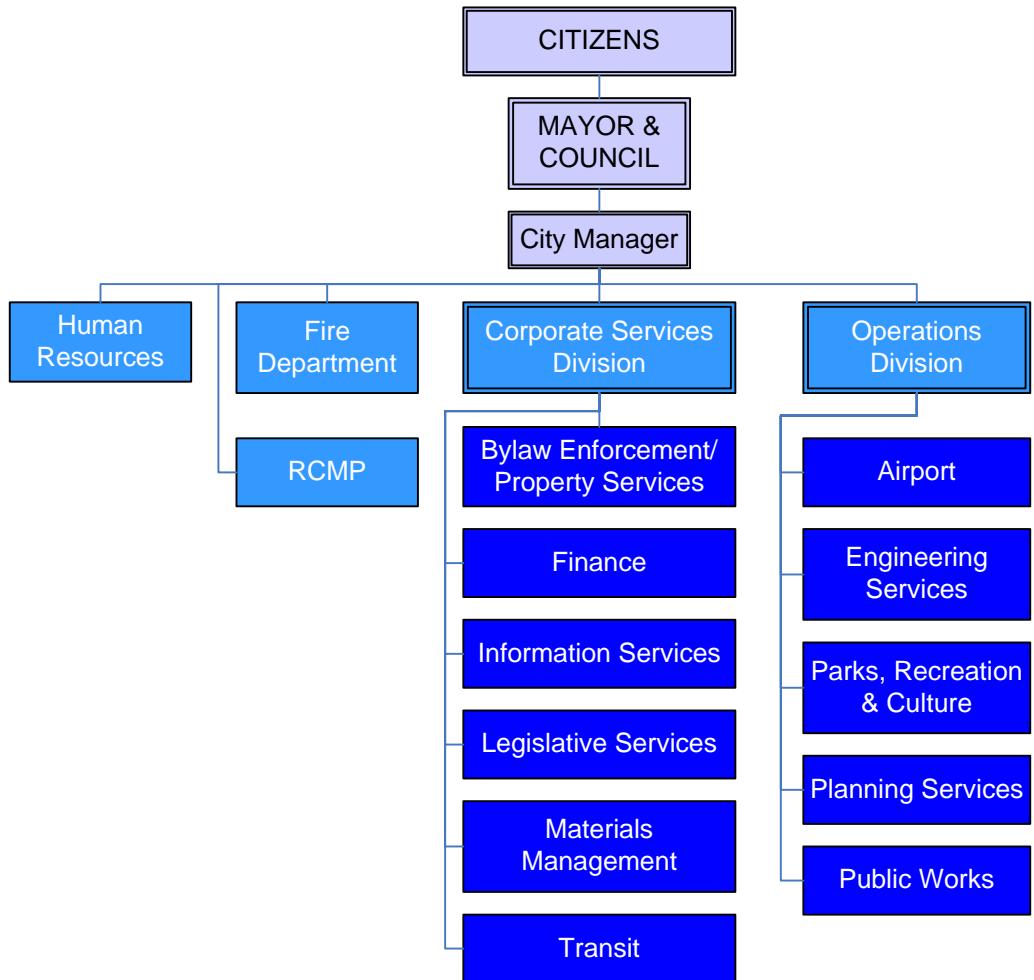 CITIZENS
MAYOR &
COUNCIL
City Manager
Human
Resources
Fire
Department
Corporate Services
Division
Operations
Division
RCMP
Bylaw Enforcement/
Property Services
Finance
Information Services
Legislative Services
Materials
Management
Transit
Airport
Engineering
Services
Parks, Recreation
& Culture
Planning Services
Public Works